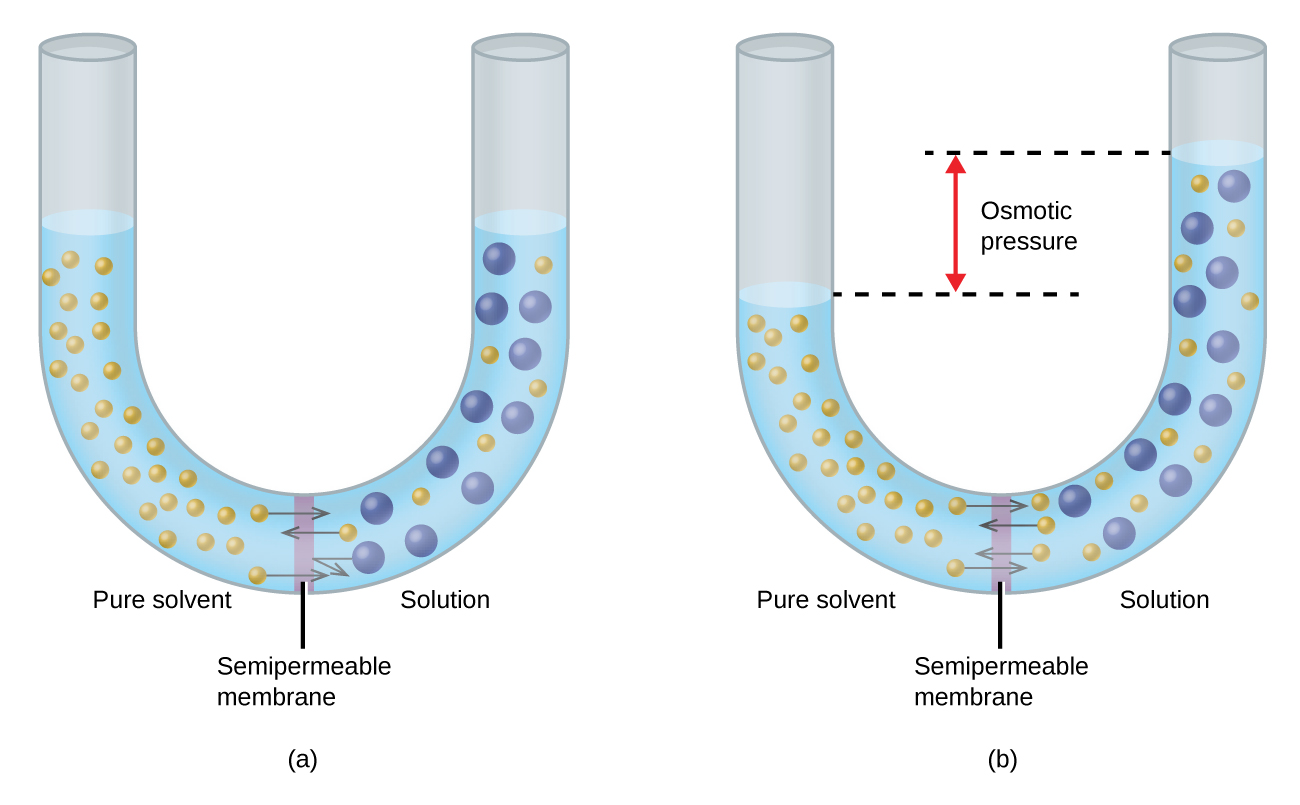 Osmotic
pressure
Pure solvent
Solution
Semipermeable
membrane
(a)
Pure solvent
Solution
Semipermeable
membrane
(b)